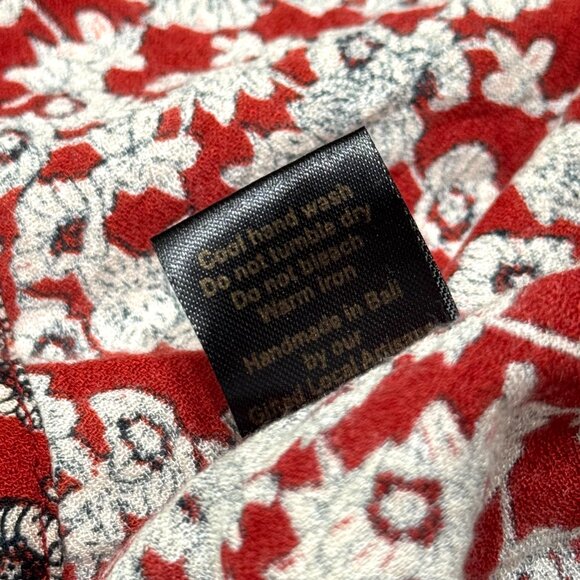 Cool hand wash
Do not tumble dry
Do not Bleach
Warm Iron
Handmade in Bali
by our
Gifted Local Artisans